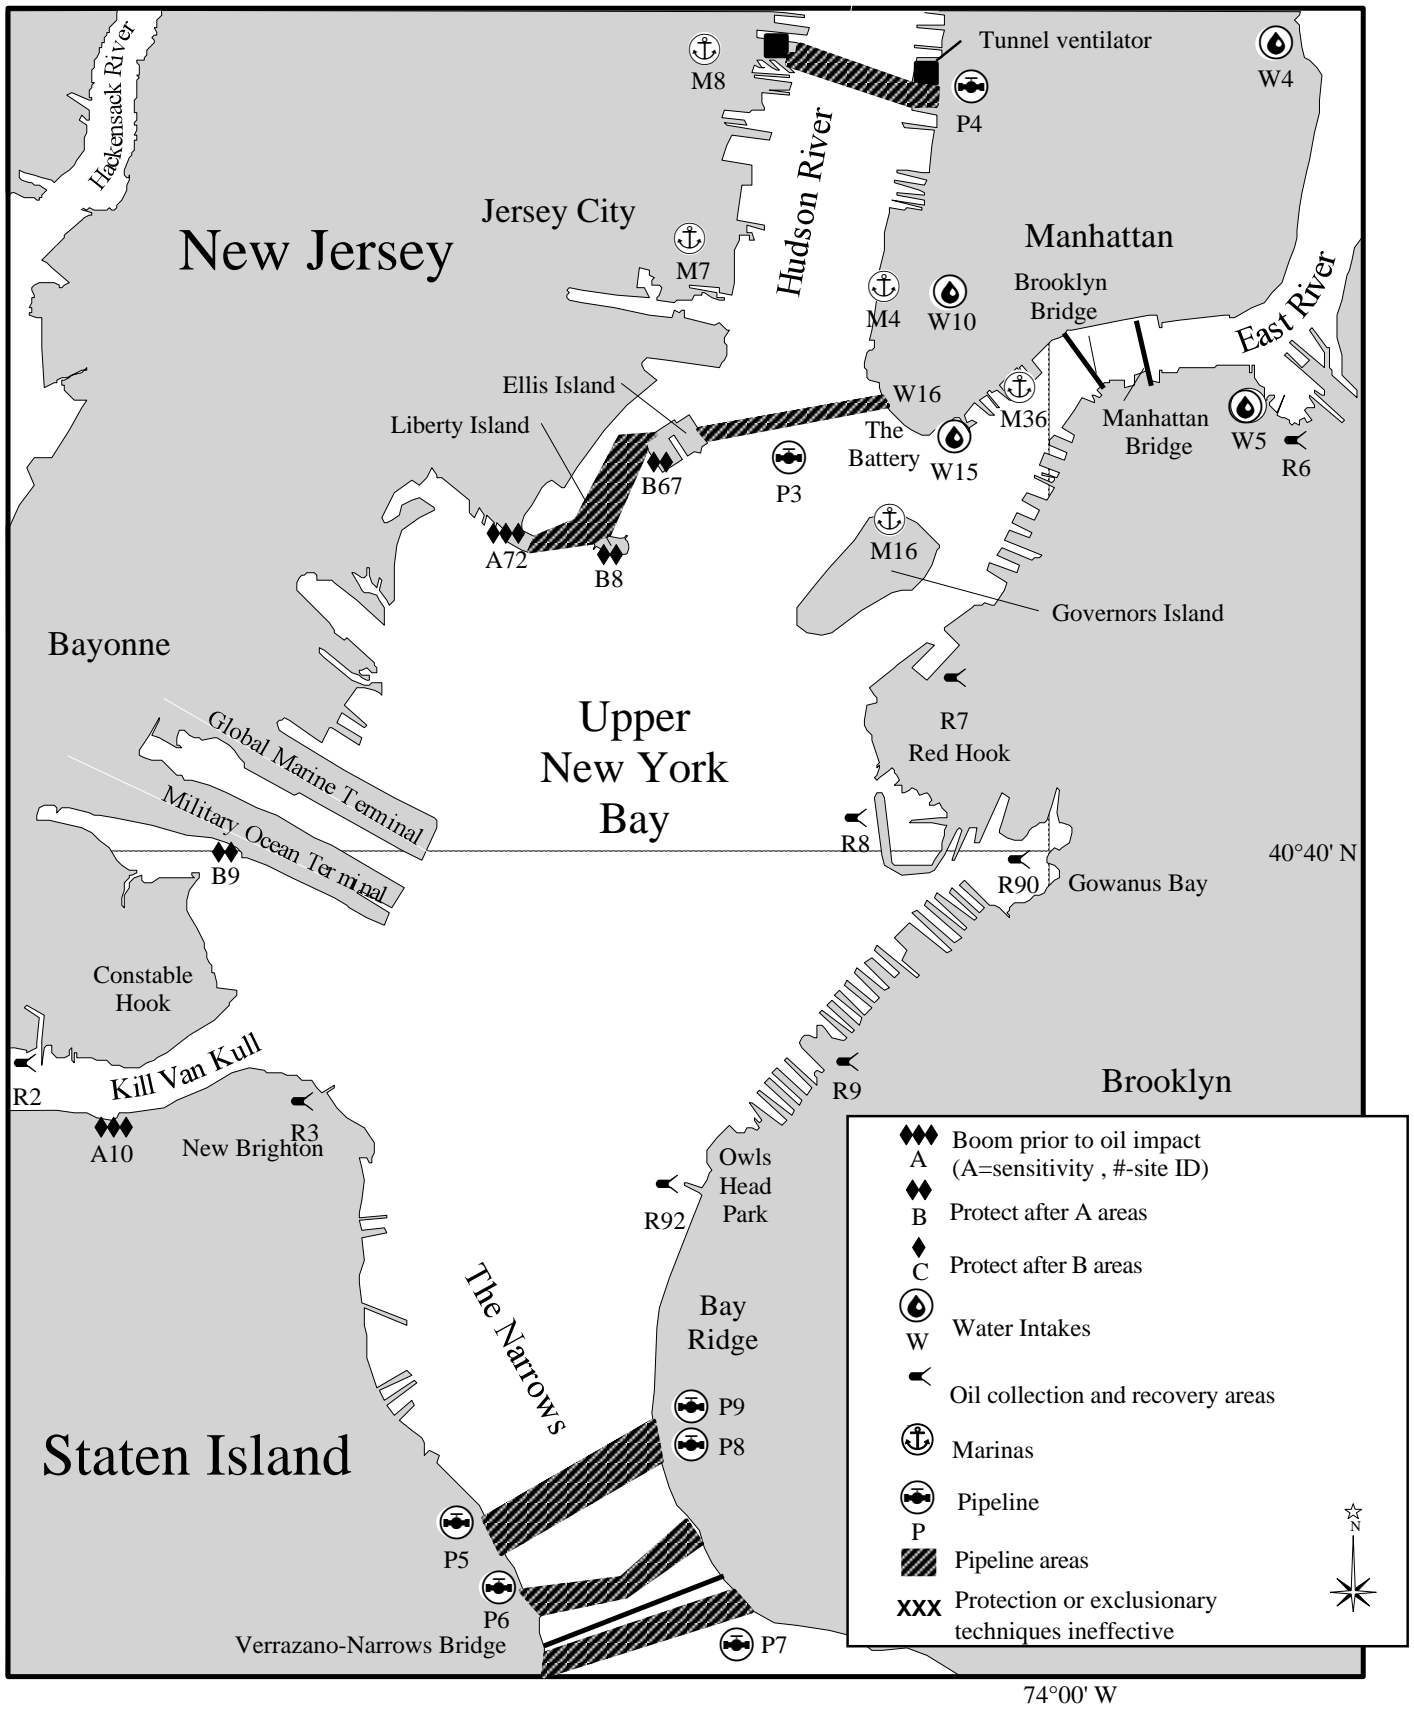 Hackensack River
M8
Tunnel ventilator
W4
P4
Hudson River
Jersey City
New Jersey
M7
Manhattan
Brooklyn
Bridge
M4
W10
East River
Ellis Island
W16
Liberty Island
The
Battery
M36
Manhattan
Bridge
W5
R6
B67
P3
W15
A72
B8
M16
Governors Island
Bayonne
Upper
New York
Bay
R7
Red Hook
Global Marine Terminal
Military Ocean Terminal
R8
40°40' N
B9
R90
Gowanus Bay
Constable
Hook
Kill Van Kull
R2
R9
Brooklyn
A10
New Brighton
R3
Owls
Head
Park
R92
The Narrows
Bay
Ridge
P9
P8
Staten Island
P5
P6
Verrazano-Narrows Bridge
P7
A
Boom prior to oil impact
(A=sensitivity , #-site ID)
B
Protect after A areas
C
Protect after B areas
W
Water Intakes
Oil collection and recovery areas
Marinas
P
Pipeline
Pipeline areas
XXX
Protection or exclusionary
techniques ineffective
N
74°00' W